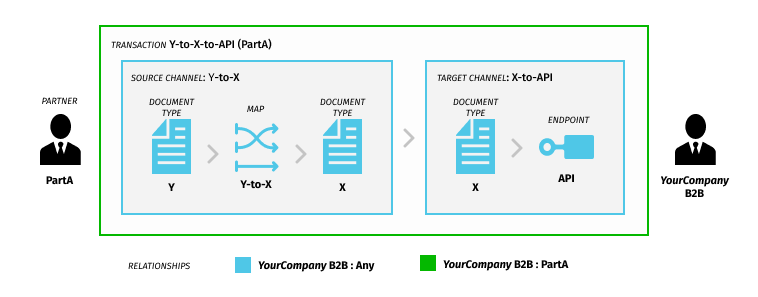 TRANSACTION Y-to-X-to-API (PartA)
SOURCE CHANNEL: Y-to-X
TARGET CHANNEL: X-to-API
PARTNER
DOCUMENT
TYPE
MAP
DOCUMENT
TYPE
DOCUMENT
TYPE
ENDPOINT
PartA
Y
Y-to-X
X
X
API
YourCompany
B2B
RELATIONSHIPS
YourCompany B2B : Any
YourCompany B2B : PartA